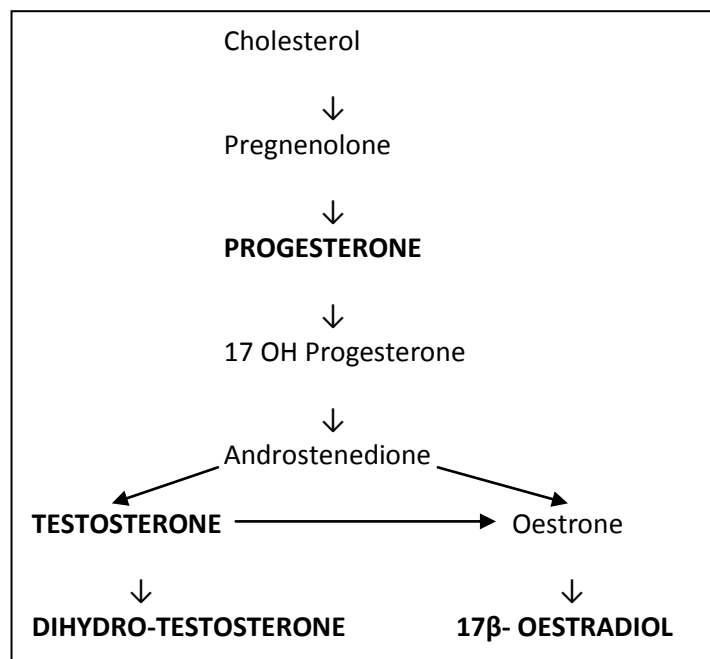 Cholesterol
↓
Pregnenolone
↓
PROGESTERONE
↓
17 OH Progesterone
↓
Androstenedione
TESTOSTERONE Oestrone
↓ ↓
DIHYDRO-TESTOSTERONE 17β- OESTRADIOL